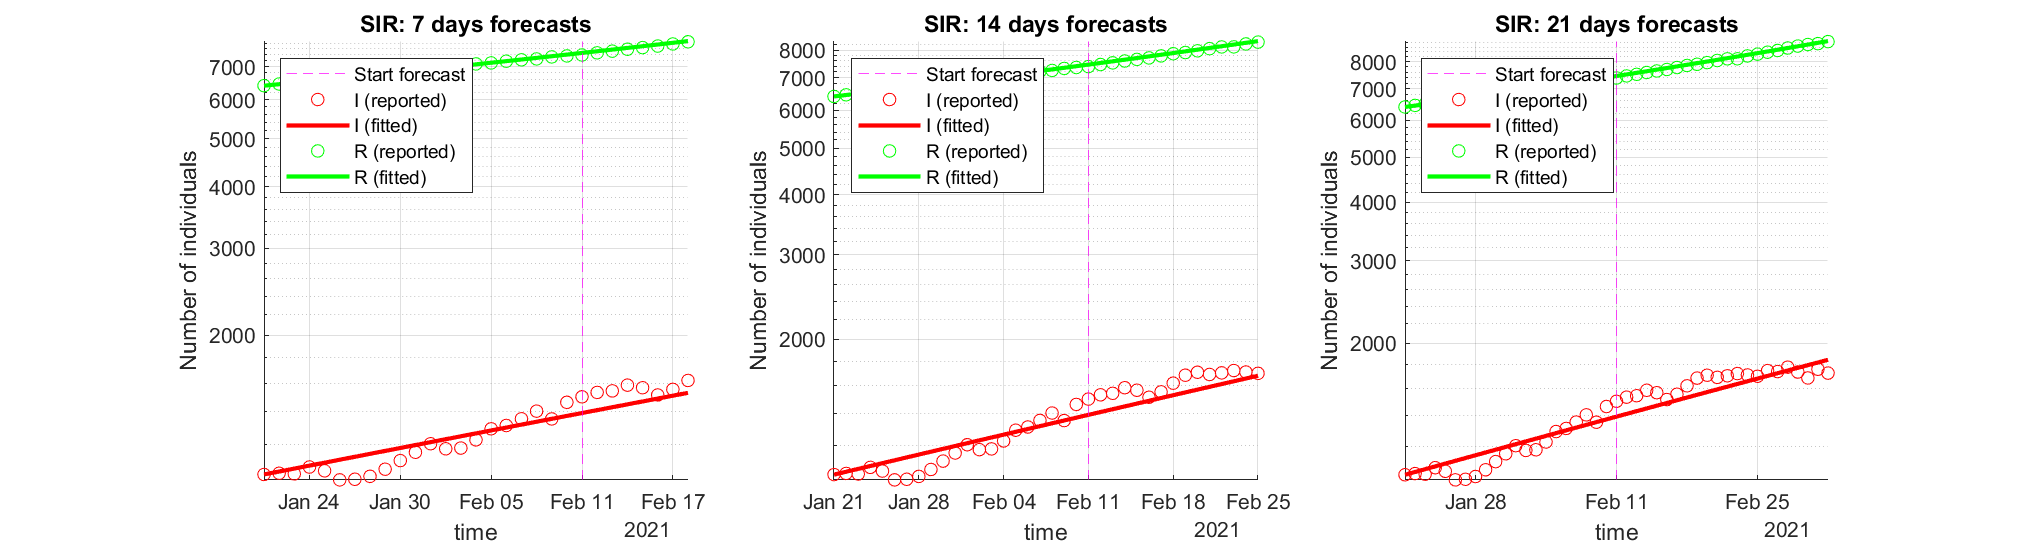 SIR: 7 days forecasts
7000
6000
5000
4000
3000
2000
Number of individuals
Start forecast
I (reported)
I (fitted)
R (reported)
R (fitted)
Jan 24
Jan 30
Feb 05
Feb 11
Feb 17
time
2021
SIR: 14 days forecasts
8000
7000
6000
5000
4000
3000
2000
Number of individuals
Start forecast
I (reported)
I (fitted)
R (reported)
R (fitted)
Jan 21
Jan 28
Feb 04
Feb 11
Feb 18
Feb 25
time
2021
SIR: 21 days forecasts
8000
7000
6000
5000
4000
3000
2000
Number of individuals
Start forecast
I (reported)
I (fitted)
R (reported)
R (fitted)
Jan 28
Feb 11
Feb 25
time
2021